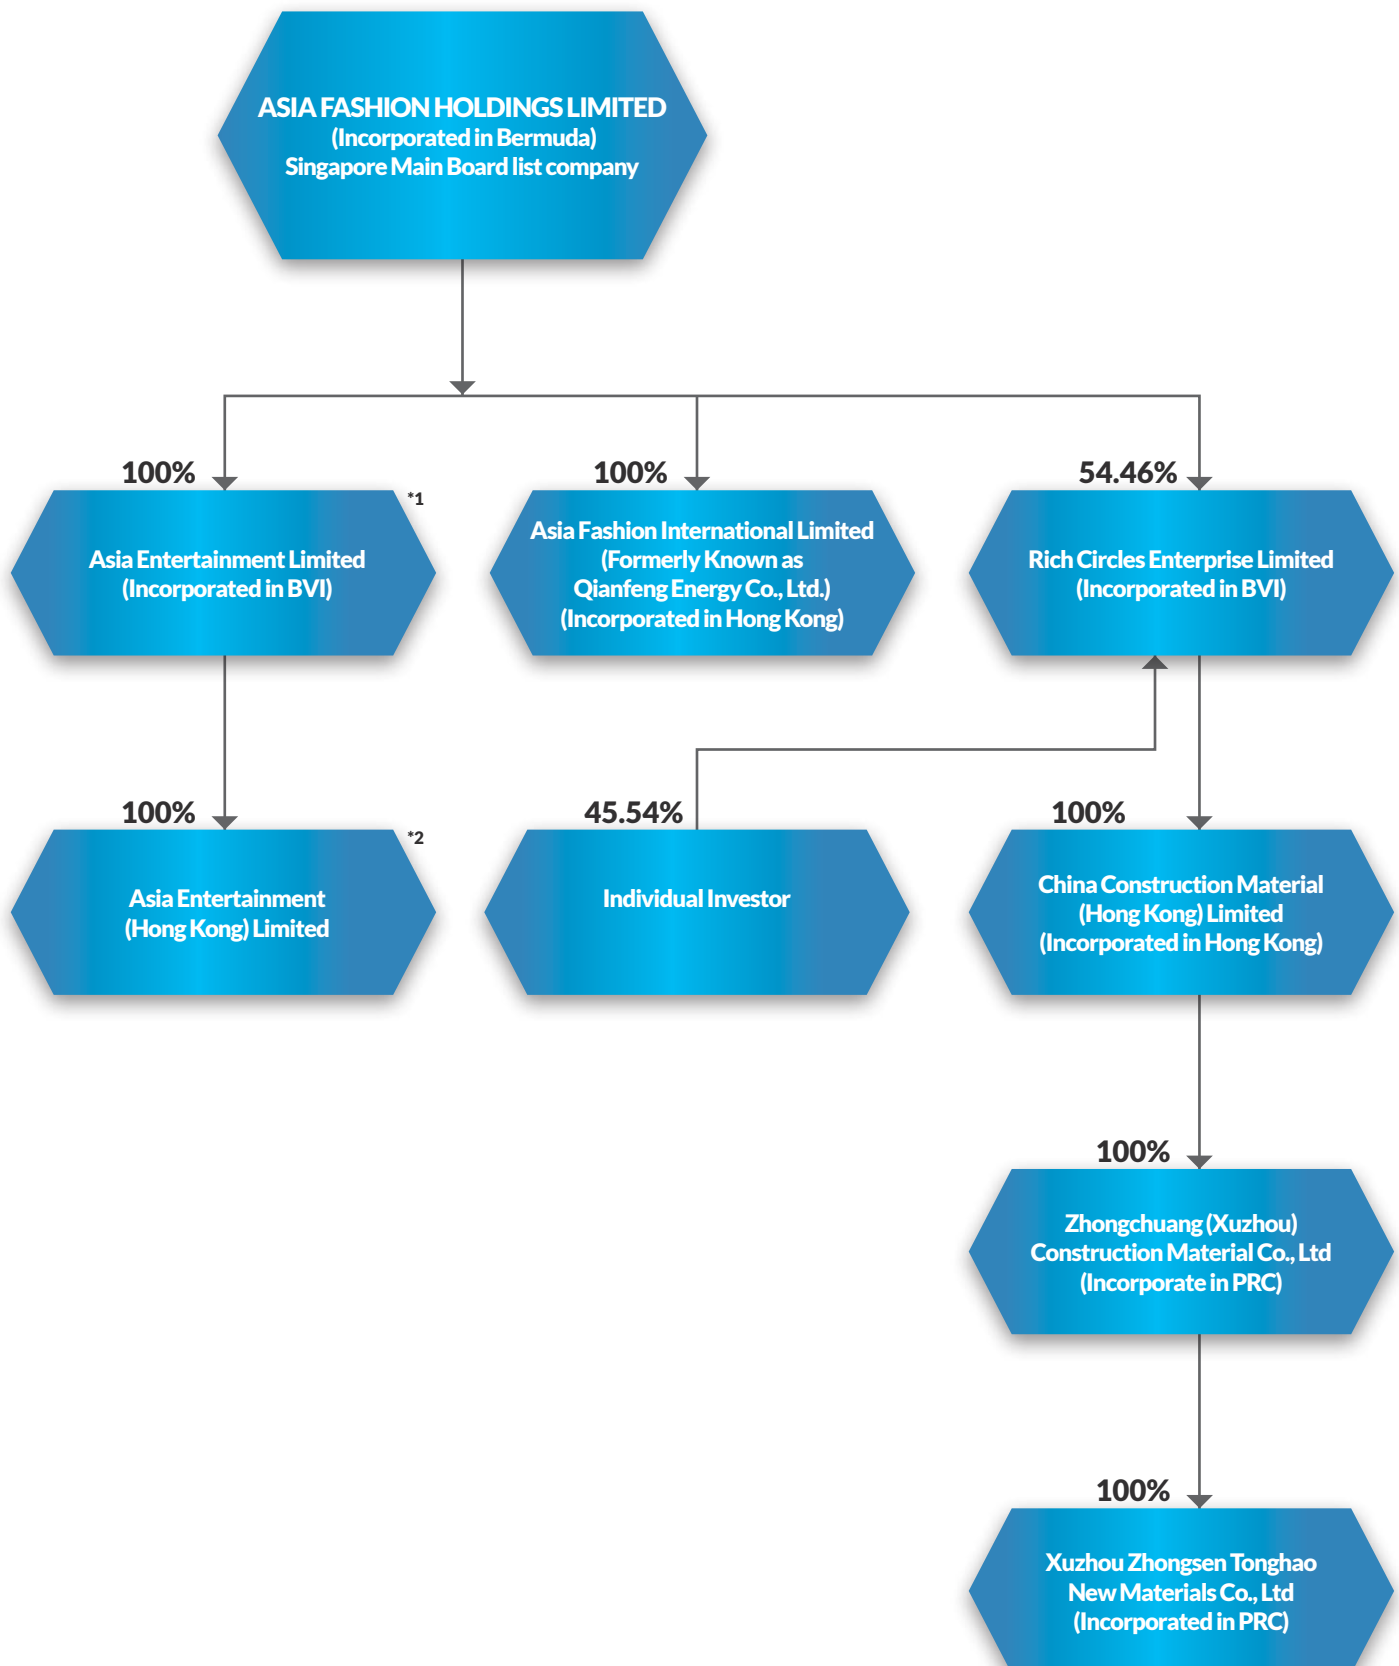 ASIA FASHION HOLDINGS LIMITED
(Incorporated in Bermuda)
Singapore Main Board list company
100%
100%
54.46%
*1
Asia Entertainment Limited
(Incorporated in BVI)
Asia Fashion International Limited
(Formerly Known as
Qianfeng Energy Co., Ltd.)
(Incorporated in Hong Kong)
Rich Circles Enterprise Limited
(Incorporated in BVI)
100%
45.54%
100%
*2
Asia Entertainment
(Hong Kong) Limited
Individual Investor
China Construction Material
(Hong Kong) Limited
(Incorporated in Hong Kong)
100%
Zhongchuang (Xuzhou)
Construction Material Co., Ltd
(Incorporate in PRC)
100%
Xuzhou Zhongsen Tonghao
New Materials Co., Ltd
(Incorporated in PRC)